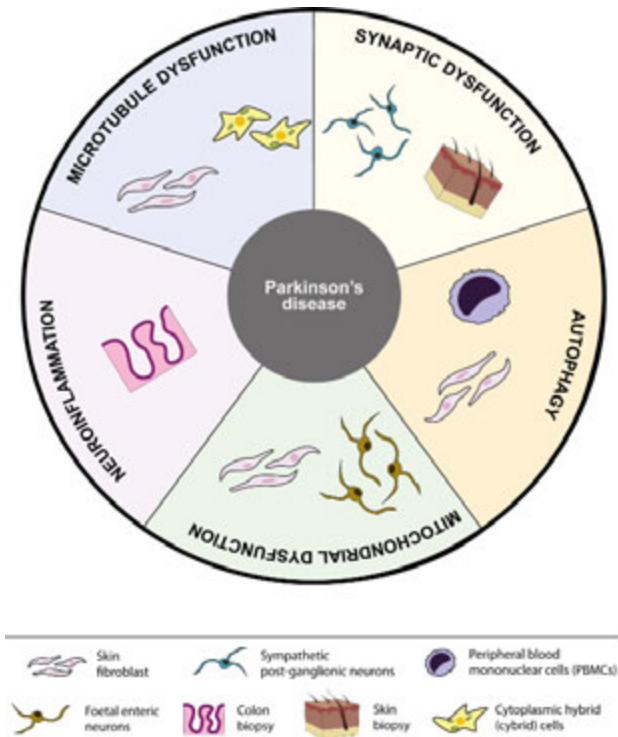 MICROTUBULE DYSFUNCTION
SYNAPTIC DYSFUNCTION
Parkinson's
disease
AUTOPHAGY
NEUROINFLAMMATION
MITOCHONDRIAL DYSFUNCTION
Skin
fibroblast
Sympathetic
post-ganglionic neurons
Peripheral blood
mononuclear cells (PBMCs)
Foetal enteric
neurons
Colon
biopsy
Skin
biopsy
Cytoplasmic hybrid
(cybrid) cells